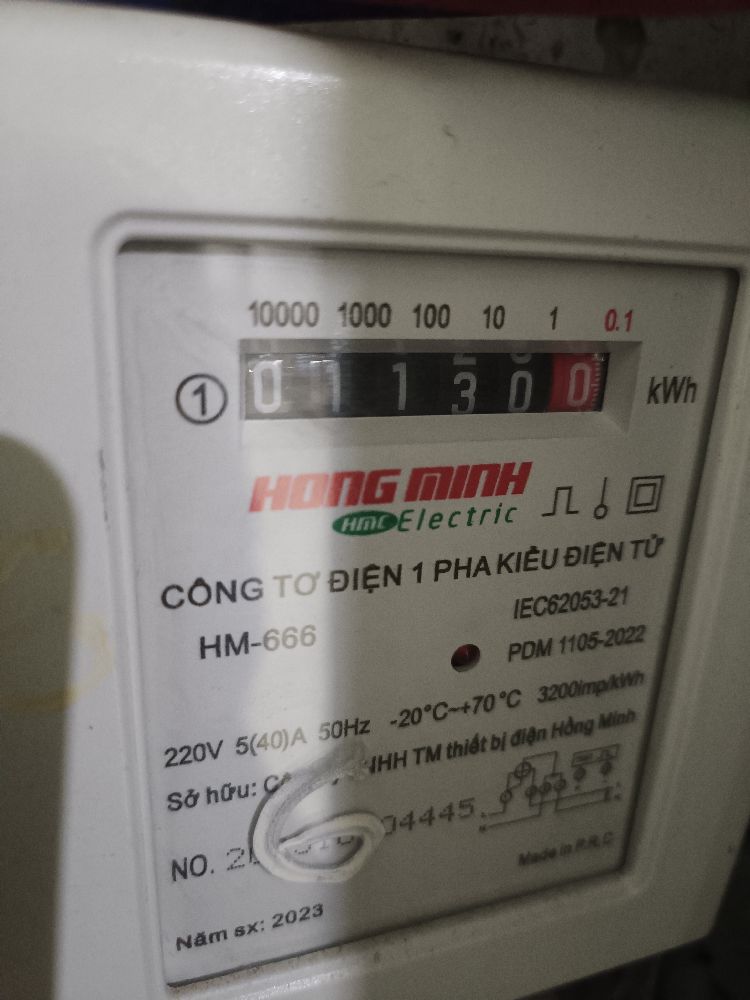 10000 1000 100 10 1 0.1
1 0 1 1 3 0 0 kWh
HONG MINH
HMC Electric
CÔNG TƠ ĐIỆN 1 PHA KIỂU ĐIỆN TỬ
IEC62053-21
HM-666
PDM 1105-2022
220V 5(40)A 50Hz -20°C~+70°C 3200imp/kWh
Sở hữu: HH TM thiết bị điện Hồng Minh
NO. 04445
Made in P.R.C
Năm sx: 2023